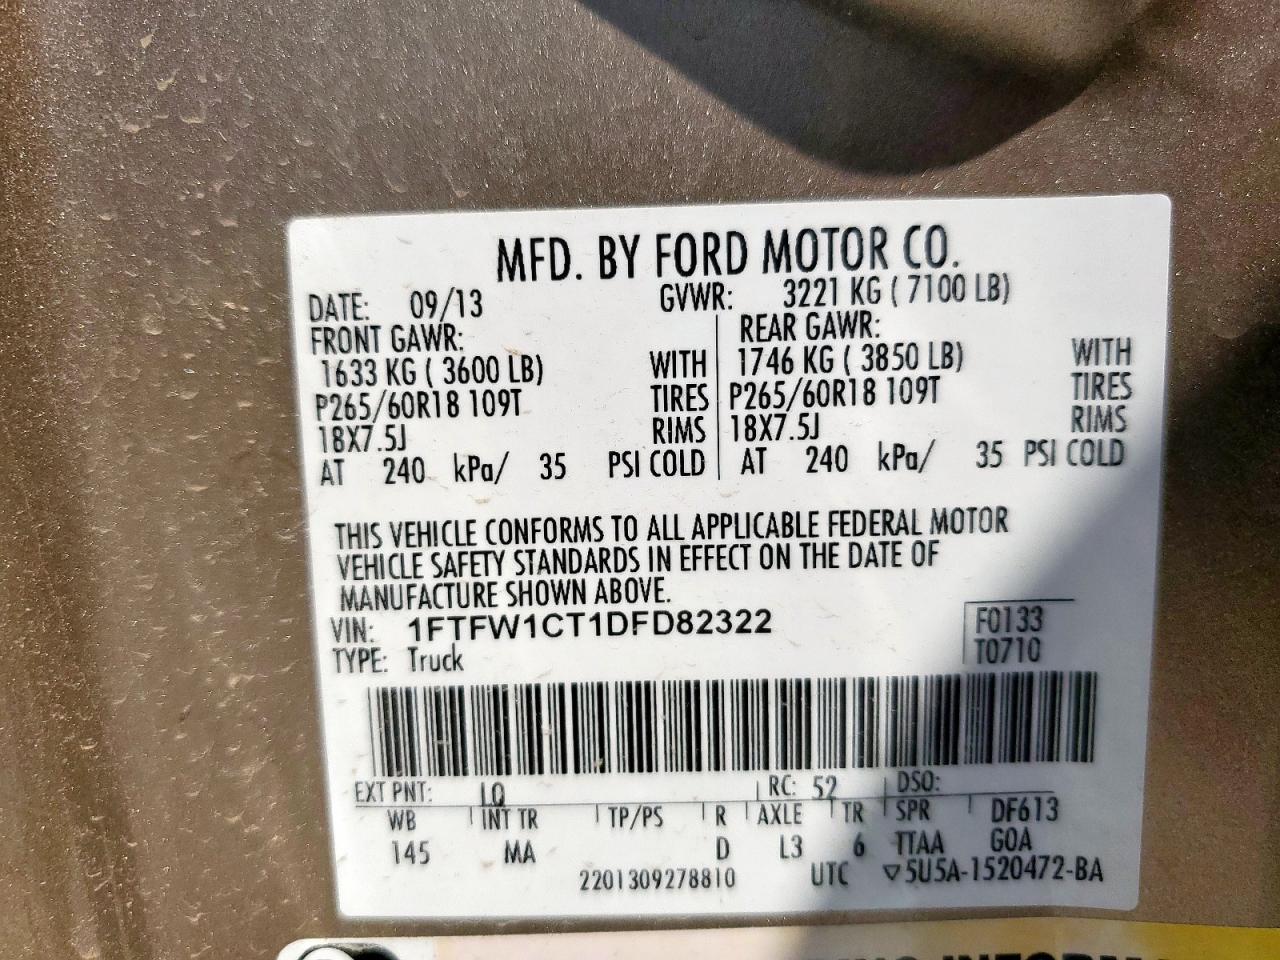 MFD. BY FORD MOTOR CO.
DATE: 09/13 GVWR: 3221 KG ( 7100 LB)
FRONT GAWR: REAR GAWR:
1633 KG ( 3600 LB) WITH 1746 KG ( 3850 LB) WITH
P265/60R18 109T TIRES P265/60R18 109T TIRES
18X7.5J RIMS 18X7.5J RIMS
AT 240 kPa/ 35 PSI COLD AT 240 kPa/ 35 PSI COLD
THIS VEHICLE CONFORMS TO ALL APPLICABLE FEDERAL MOTOR
VEHICLE SAFETY STANDARDS IN EFFECT ON THE DATE OF
MANUFACTURE SHOWN ABOVE.
VIN: 1FTFW1CT1DFD82322 F0133
TYPE: Truck T0710
EXT PNT: LQ RC: 52 DSO:
WB INT TR TP/PS R AXLE TR SPR DF613
145 MA D L3 6 TTAA GOA
2201309278810 UTC ▽5U5A-1520472-BA